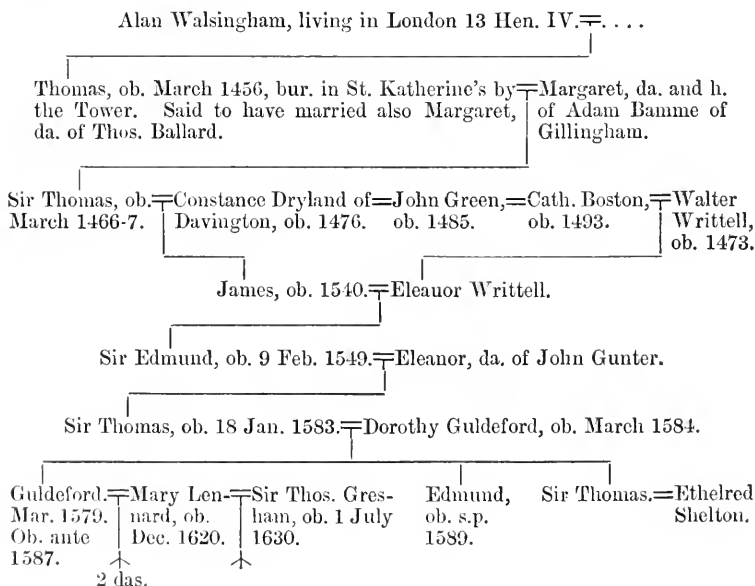 Alan Walsingham, living in London 13 Hen. IV.=. . . .
Thomas, ob. March 1456, bur. in St. Katherine's by=Margaret, da. and h.
the Tower. Said to have married also Margaret, of Adam Bamme of
da. of Thos. Ballard. Gillingham.
Sir Thomas, ob.=Constance Dryland of=John Green,=Cath. Boston,=Walter
March 1466-7. Davington, ob. 1476. ob. 1485. ob. 1493. Writtell,
ob. 1473.
James, ob. 1540.=Eleauor Writtell.
Sir Edmund, ob. 9 Feb. 1549.=Eleanor, da. of John Gunter.
Sir Thomas, ob. 18 Jan. 1583.=Dorothy Guldeford, ob. March 1584.
Guldeford.=Mary Len-=Sir Thos. Gres- Edmund, Sir Thomas.=Ethelred
Mar. 1579. nard, ob. ham, ob. 1 July ob. s.p. Shelton.
Ob. ante Dec. 1620. 1630. 1589.
1587.
2 das.